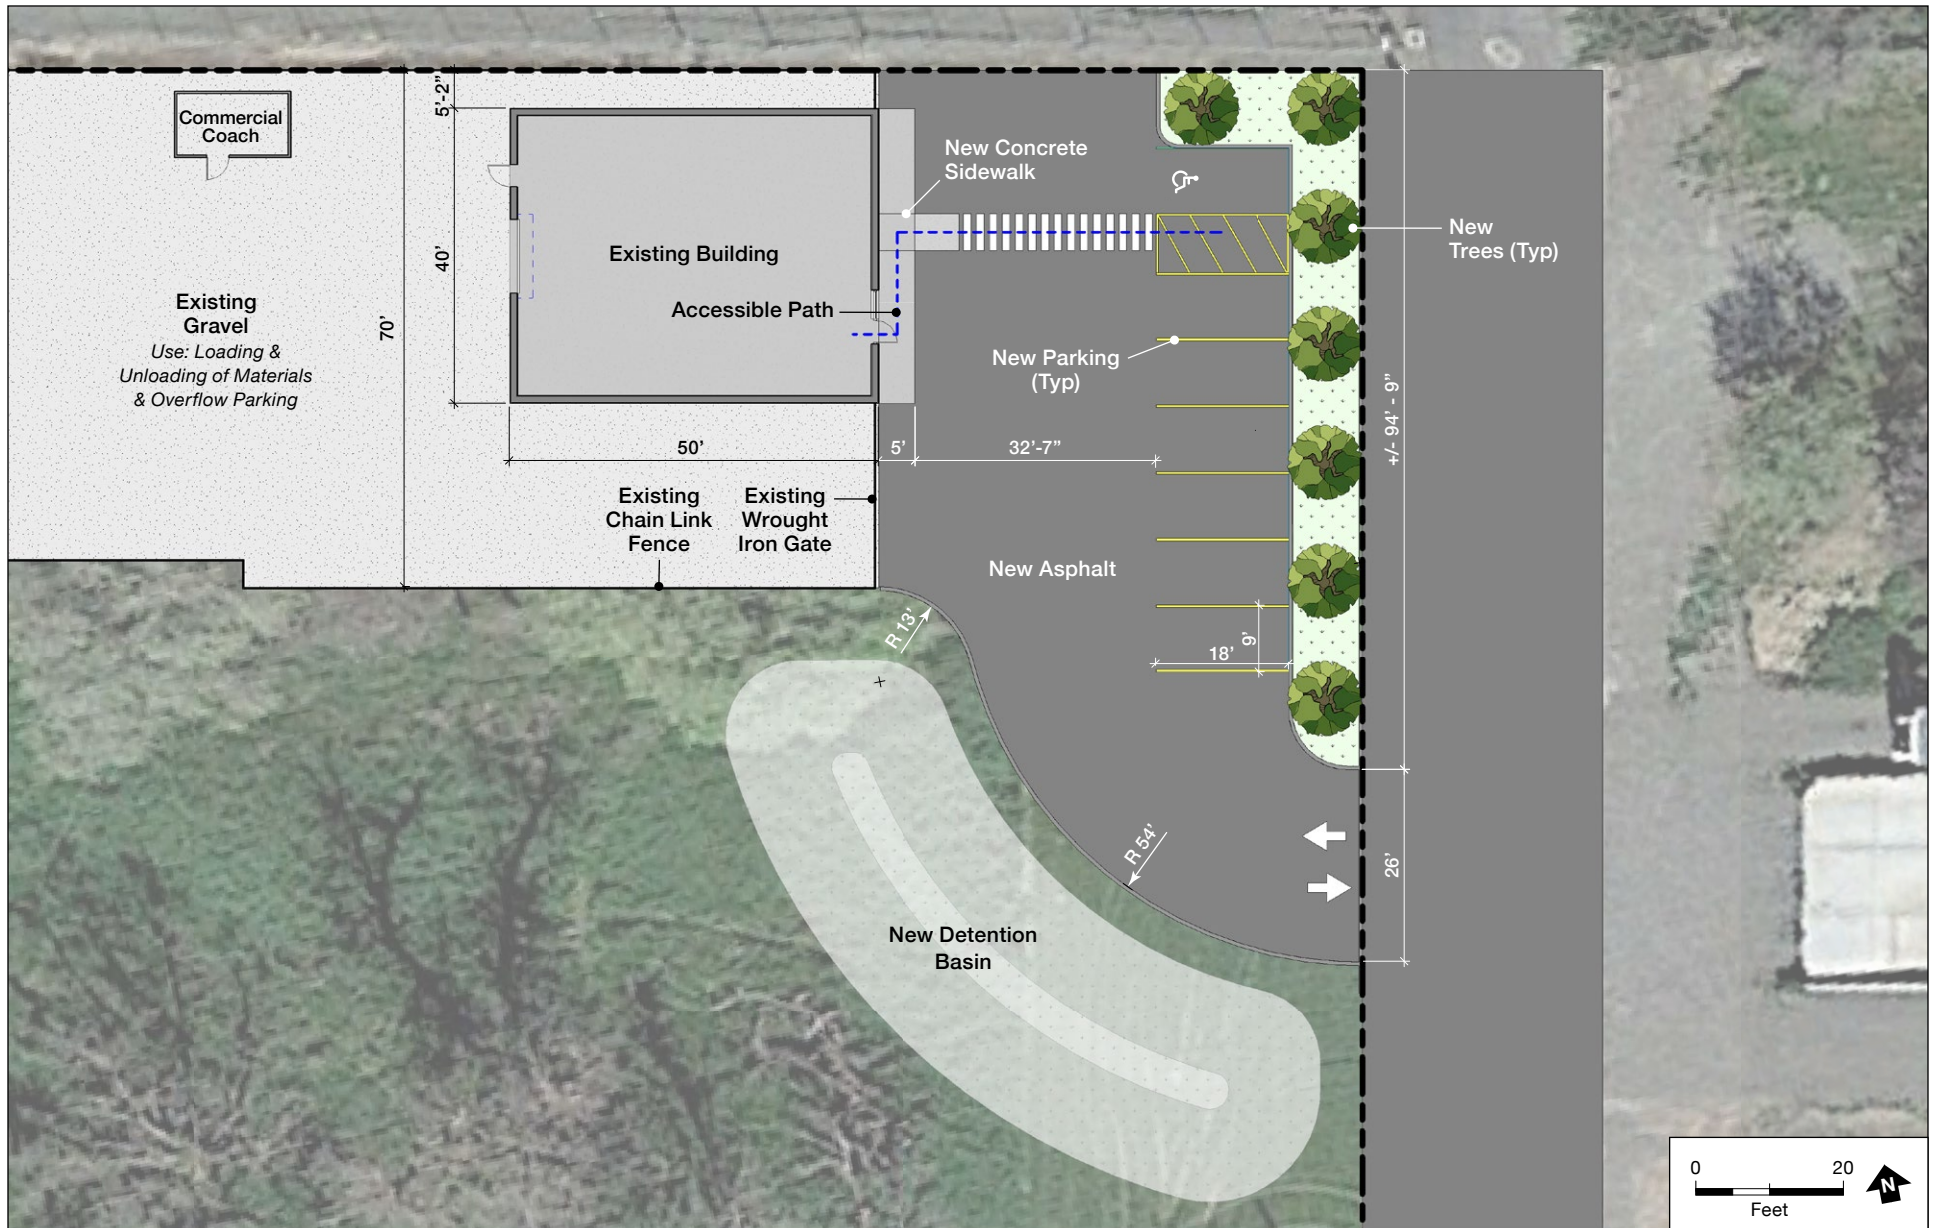 Commercial
Coach
5'-2"
New Concrete
Sidewalk
New
Trees (Typ)
Existing Building
40'
Existing
Gravel
Use: Loading &
Unloading of Materials
& Overflow Parking
70'
Accessible Path
New Parking
(Typ)
+/- 94' - 9"
50'
5'
32'-7"
Existing
Chain Link
Fence
Existing
Wrought
Iron Gate
New Asphalt
R 13'
18'
9'
R 54'
26'
New Detention
Basin
0 20
Feet
N